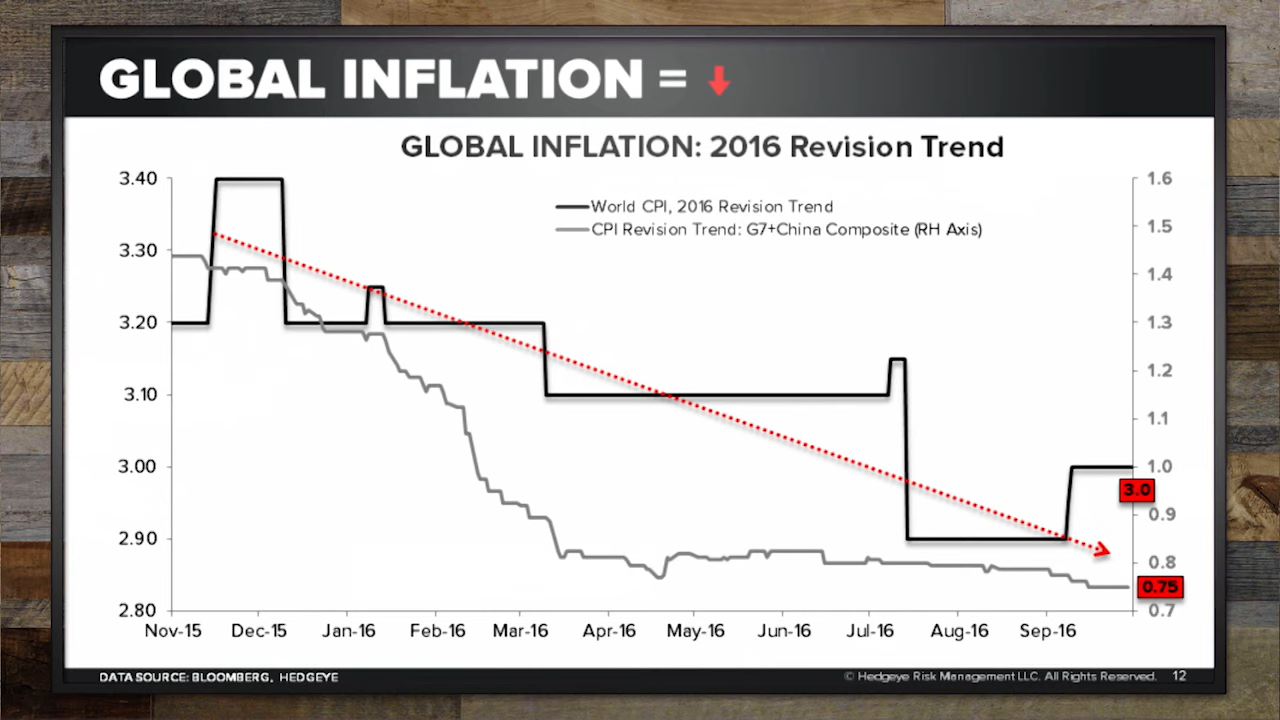 GLOBAL INFLATION =
GLOBAL INFLATION: 2016 Revision Trend
World CPI, 2016 Revision Trend
CPI Revision Trend: G7+China Composite (RH Axis)
3.40
3.30
3.20
3.10
3.00
2.90
2.80
1.6
1.5
1.4
1.3
1.2
1.1
1.0
0.9
0.8
0.7
3.0
0.75
Nov-15 Dec-15 Jan-16 Feb-16 Mar-16 Apr-16 May-16 Jun-16 Jul-16 Aug-16 Sep-16
DATA SOURCE: BLOOMBERG, HEDGEYE
© Hedgeye Risk Management LLC. All Rights Reserved. 12